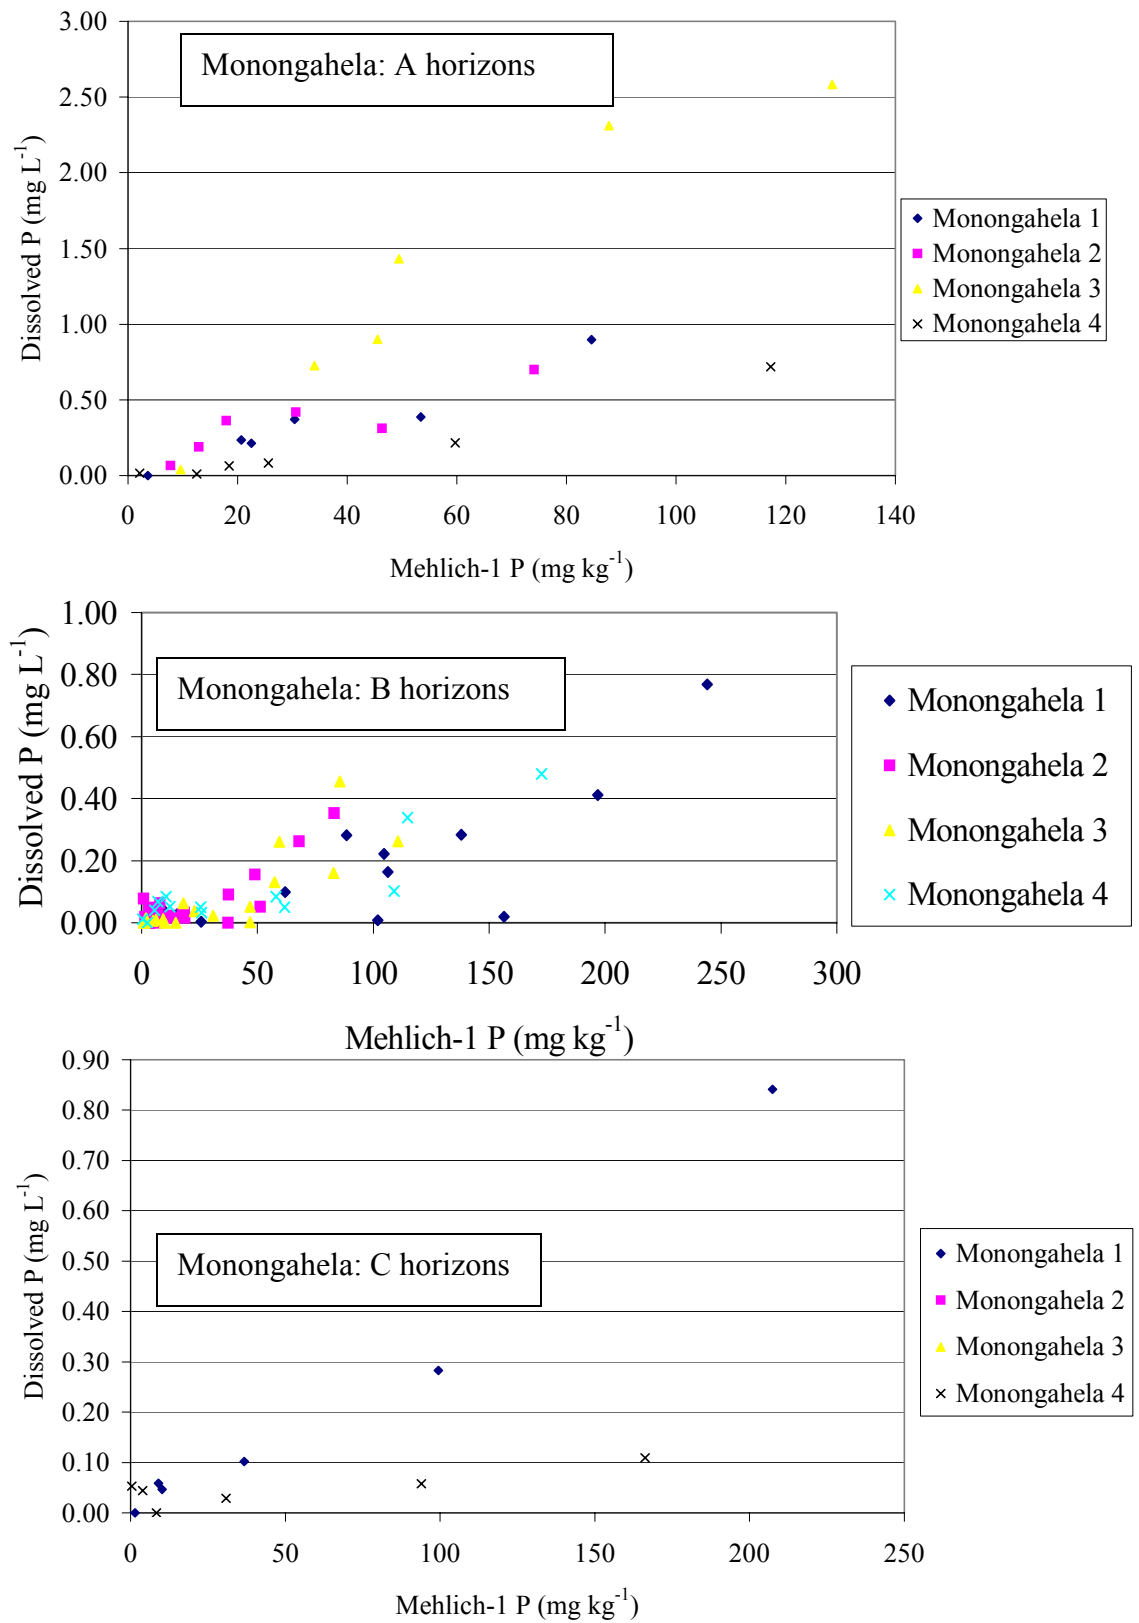 3.00
Monongahela: A horizons
2.50
2.00
1.50
1.00
0.50
0.00
Dissolved P (mg L⁻¹)
0 20 40 60 80 100 120 140
Mehlich-1 P (mg kg⁻¹)
Monongahela 1
Monongahela 2
Monongahela 3
Monongahela 4
1.00
Monongahela: B horizons
0.80
0.60
0.40
0.20
0.00
Dissolved P (mg L⁻¹)
0 50 100 150 200 250 300
Mehlich-1 P (mg kg⁻¹)
Monongahela 1
Monongahela 2
Monongahela 3
Monongahela 4
0.90
0.80
0.70
0.60
0.50
Monongahela: C horizons
0.40
0.30
0.20
0.10
0.00
Dissolved P (mg L⁻¹)
0 50 100 150 200 250
Mehlich-1 P (mg kg⁻¹)
Monongahela 1
Monongahela 2
Monongahela 3
Monongahela 4